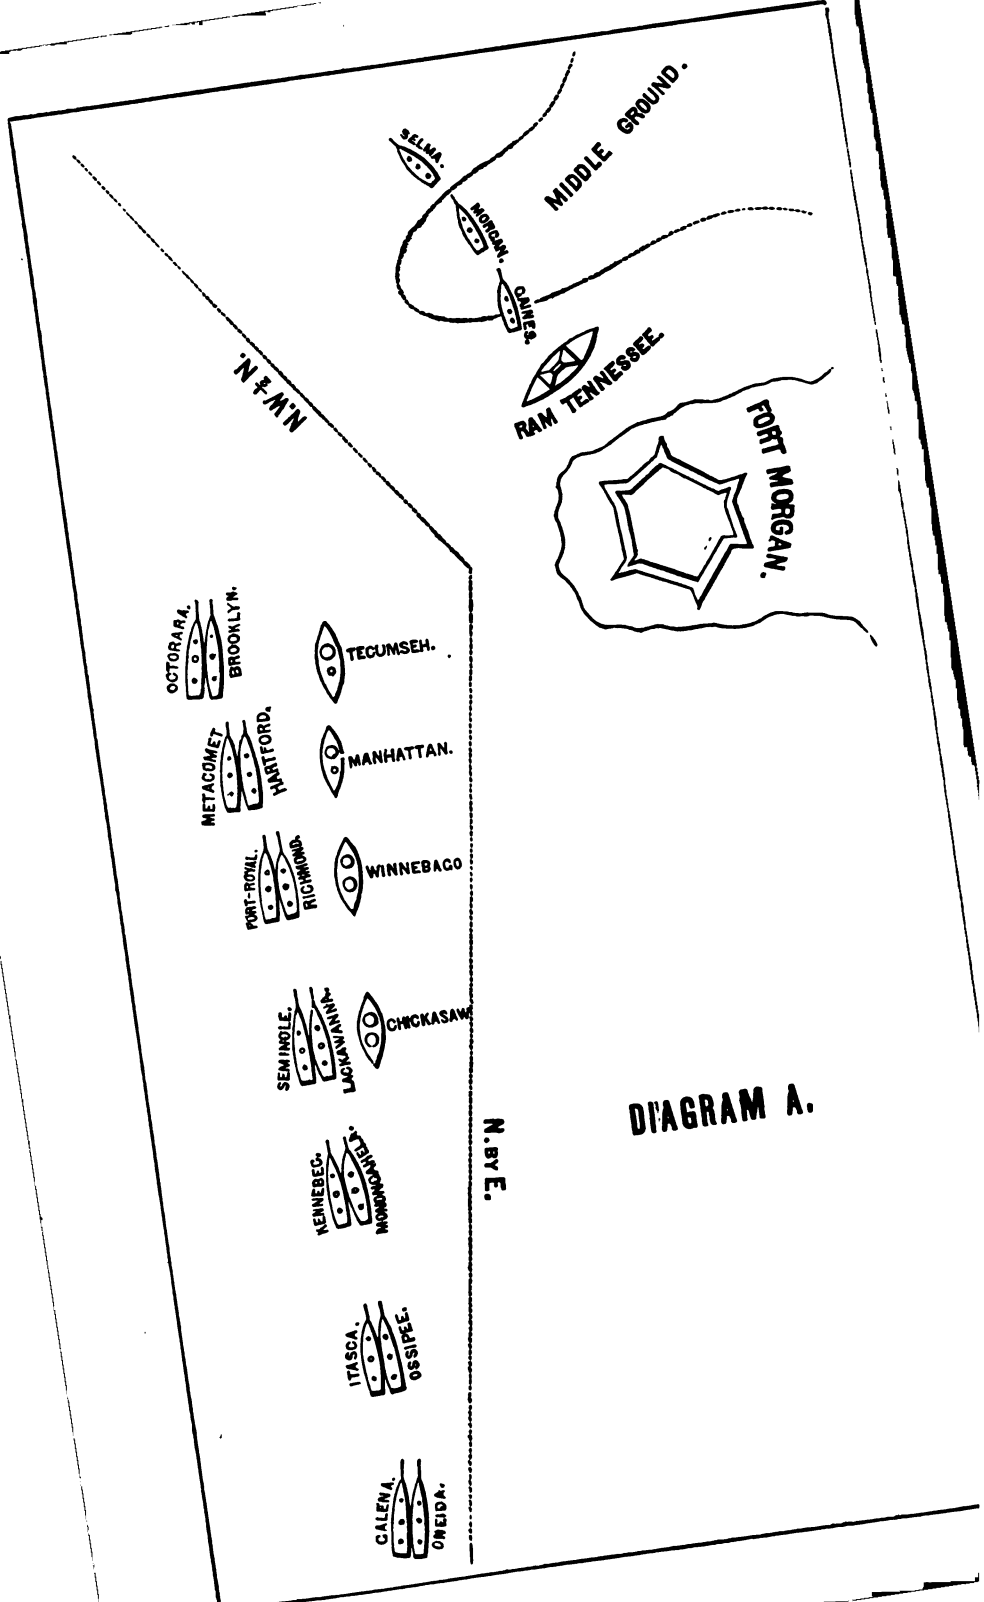 MIDDLE GROUND.
SELMA.
MORGAN.
GAINES.
RAM TENNESSEE.
FORT MORGAN.
N.W ½ N.
OCTORARA.
BROOKLYN.
TECUMSEH.
METACOMET
HARTFORD.
MANHATTAN.
PORT-ROYAL.
RICHMOND.
WINNEBAGO
SEMINOLE.
LACKAWANNA.
CHICKASAW
DIAGRAM A.
N. BY E.
KENNEBEC.
MONONGAHELA.
ITASCA.
OSSIPEE.
GALENA.
ONEIDA.